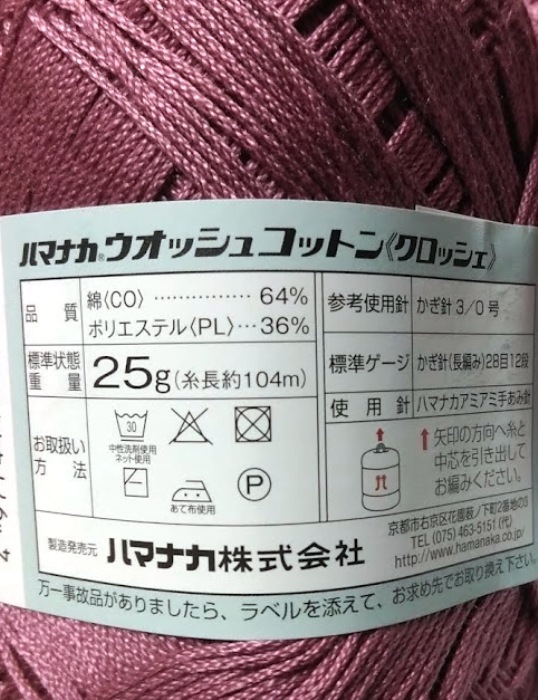 ハマナカ®ウオッシュコットン《クロッシェ》
品質 綿〈CO〉 …………… 64%
ポリエステル〈PL〉… 36%
標準状態重量 25g(糸長約104m)
お取扱い方法
30
中性洗剤使用
ネット使用
あて布使用
P
参考使用針 かぎ針 3/0 号
標準ゲージ かぎ針(長編み)28目12段
使用針 ハマナカアミアミ手あみ針
矢印の方向へ糸と
中芯を引き出して
お編みください。
製造発売元 ハマナカ株式会社
京都市右京区花園薮ノ下町2番地の3
TEL(075)463-5151(代)
http://www.hamanaka.co.jp/
万一事故品がありましたら、ラベルを添えて、お求め先でお取り換え下さい。